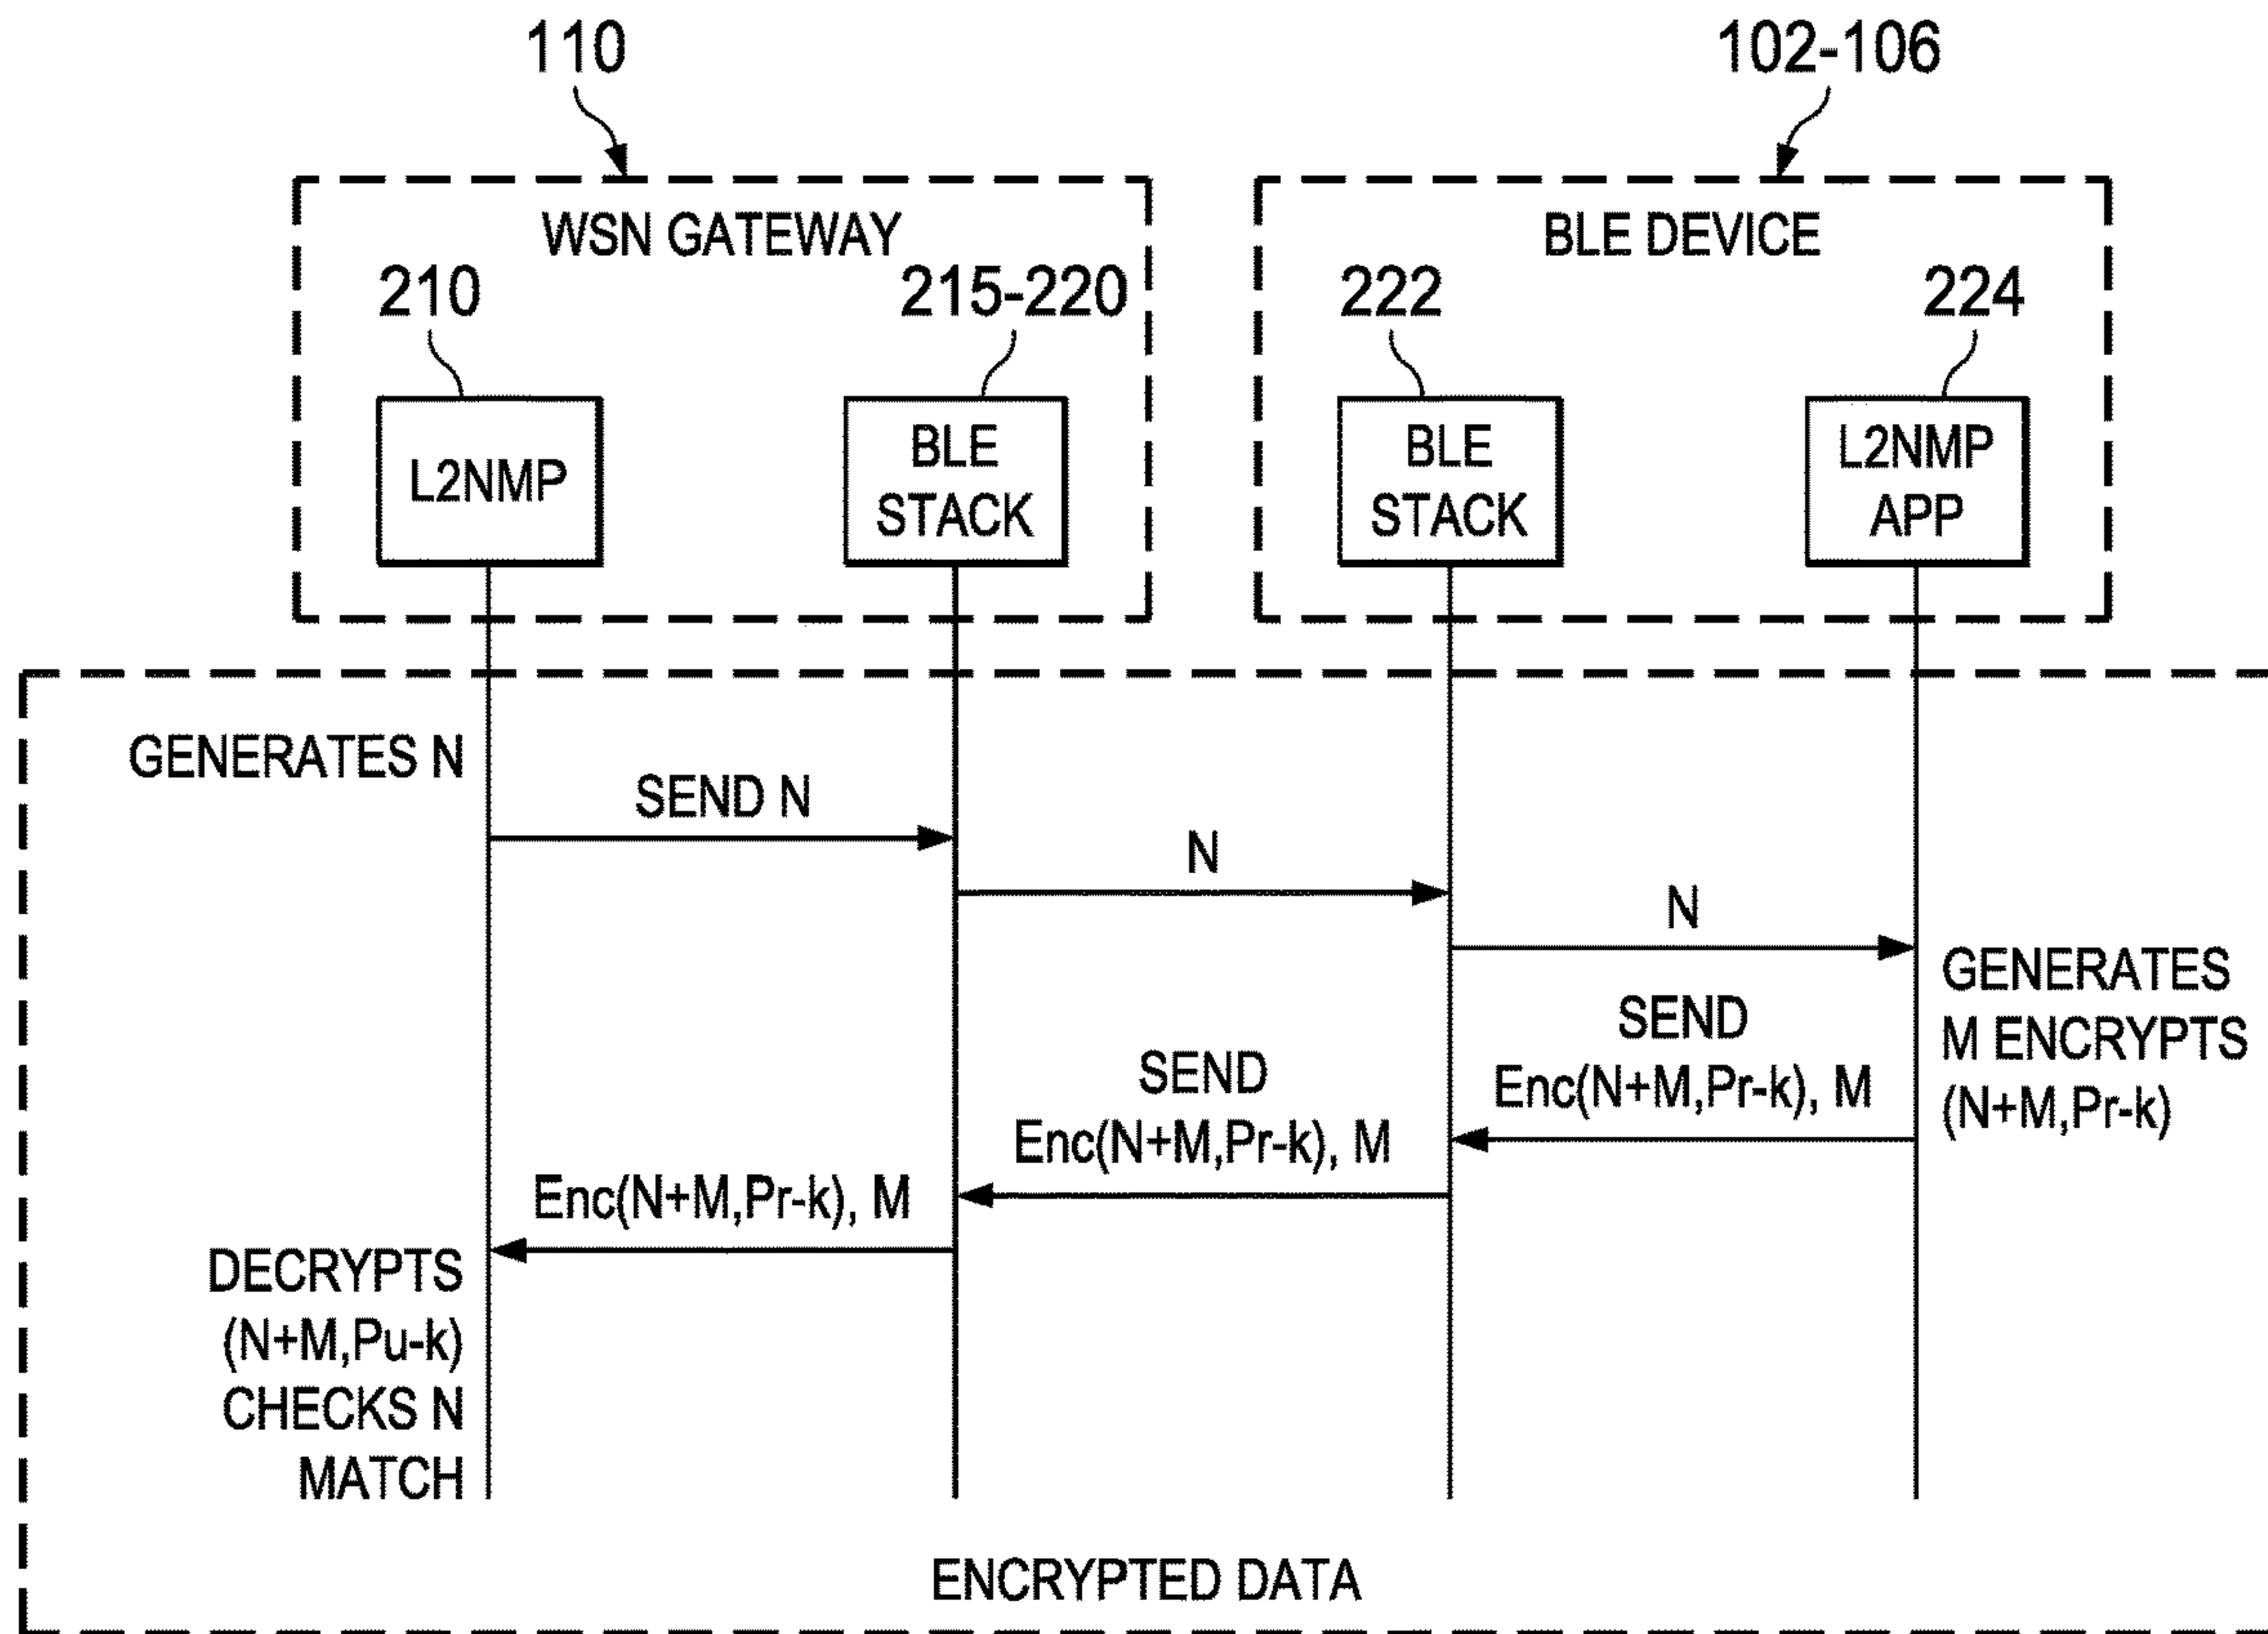 110
102-106
WSN GATEWAY
BLE DEVICE
210
215-220
222
224
L2NMP
BLE
STACK
BLE
STACK
L2NMP
APP
GENERATES N
SEND N
N
N
GENERATES
M ENCRYPTS
(N+M,Pr-k)
SEND
Enc(N+M,Pr-k), M
SEND
Enc(N+M,Pr-k), M
Enc(N+M,Pr-k), M
DECRYPTS
(N+M,Pu-k)
CHECKS N
MATCH
ENCRYPTED DATA